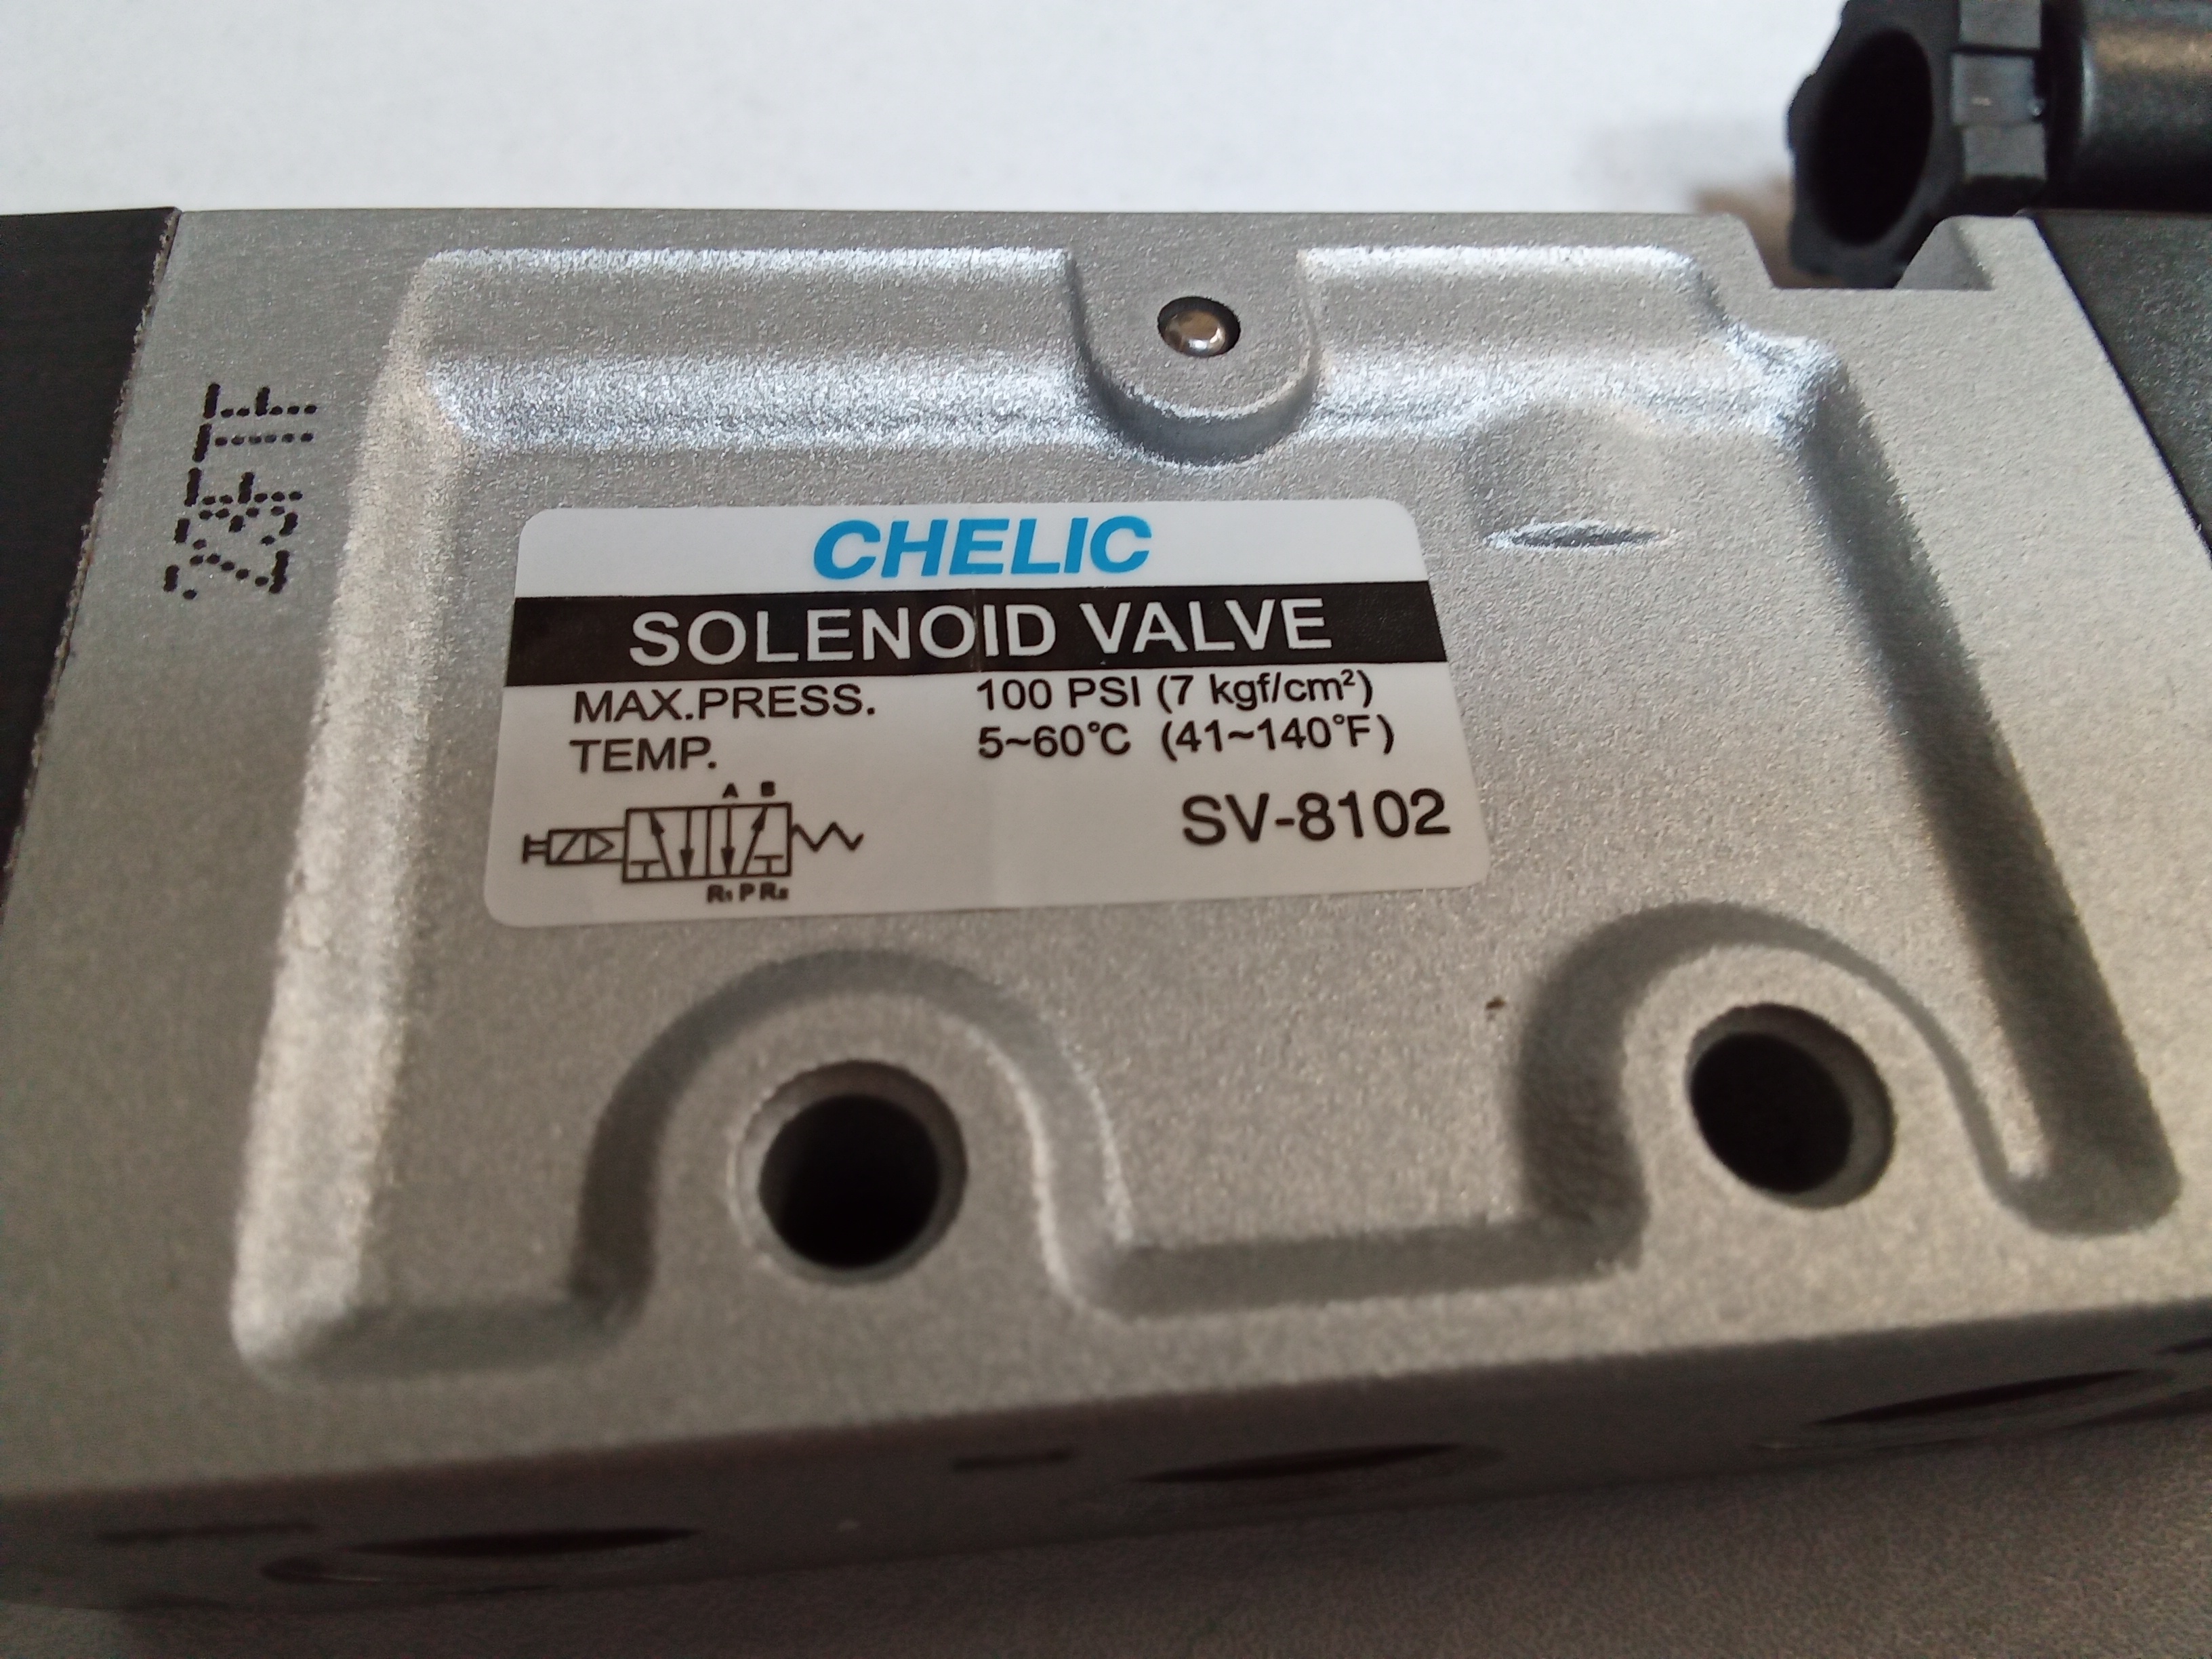 CHELIC
SOLENOID VALVE
MAX.PRESS. 100 PSI (7 kgf/cm²)
TEMP. 5~60℃ (41~140°F)
A B
SV-8102
R₁ P R₂